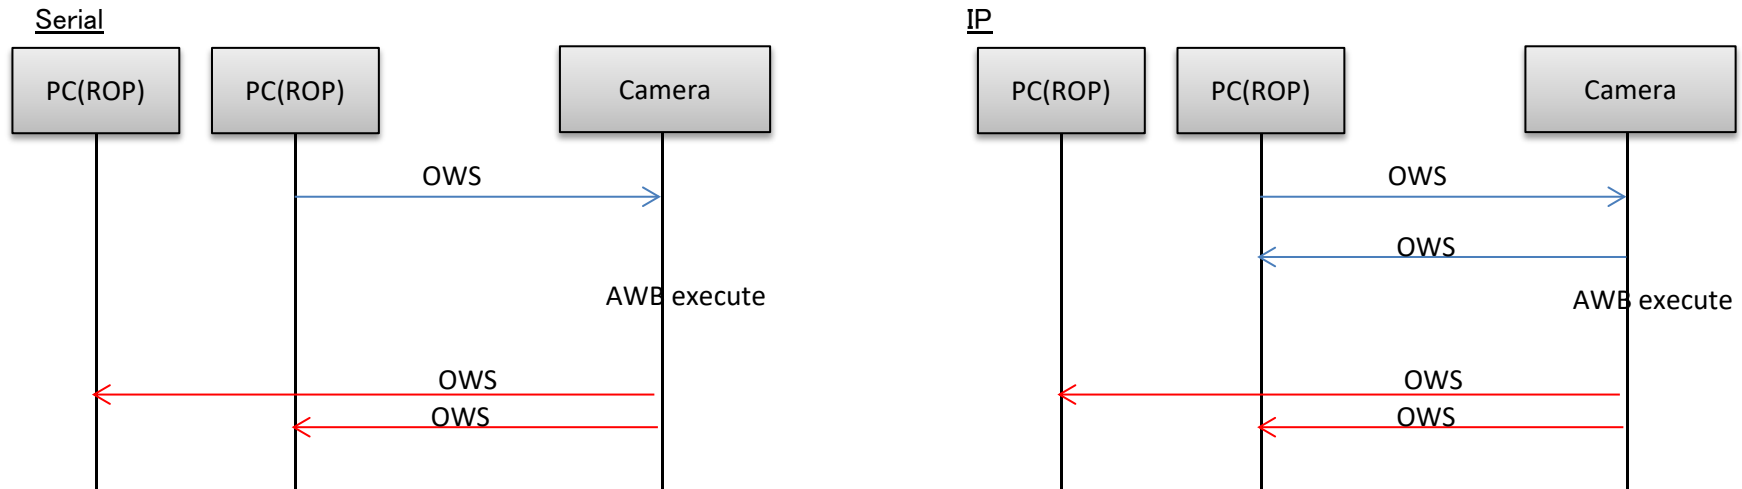 Serial
PC(ROP)
PC(ROP)
Camera
OWS
AWB execute
OWS
OWS
IP
PC(ROP)
PC(ROP)
Camera
OWS
OWS
AWB execute
OWS
OWS